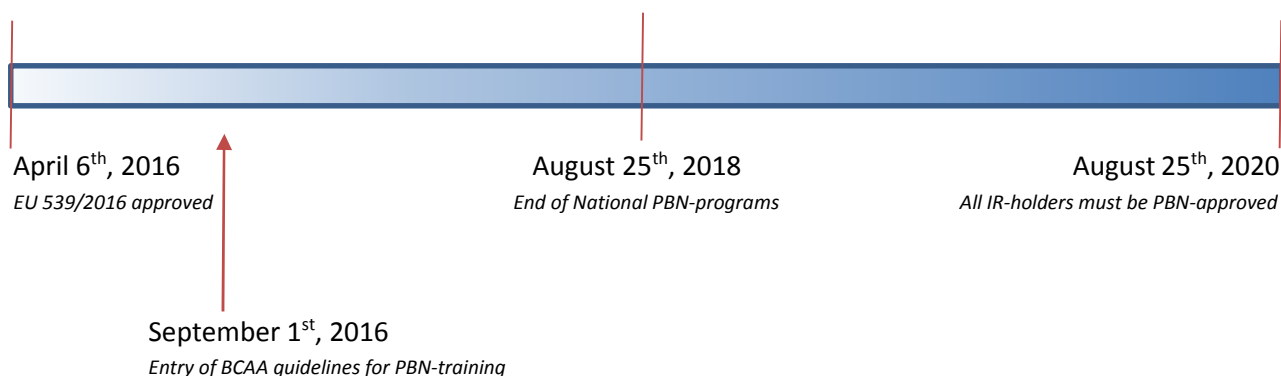 April 6th, 2016
EU 539/2016 approved
August 25th, 2018
End of National PBN-programs
August 25th, 2020
All IR-holders must be PBN-approved
September 1st, 2016
Entry of BCAA guidelines for PBN-training